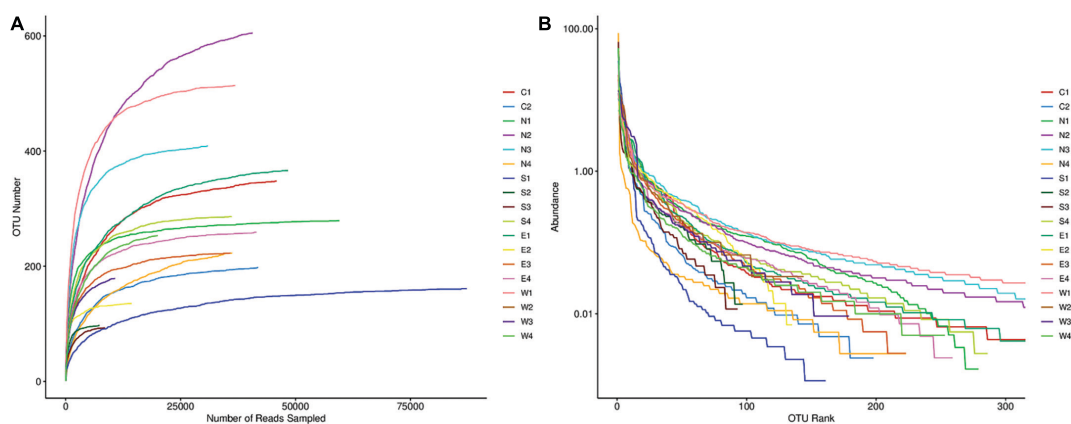 A
OTU Number
600
400
200
0
0
25000
50000
75000
Number of Reads Sampled
C1
C2
N1
N2
N3
N4
S1
S2
S3
S4
E1
E2
E3
E4
W1
W2
W3
W4
B
Abundance
100.00
1.00
0.01
0
100
200
300
OTU Rank
C1
C2
N1
N2
N3
N4
S1
S2
S3
S4
E1
E2
E3
E4
W1
W2
W3
W4